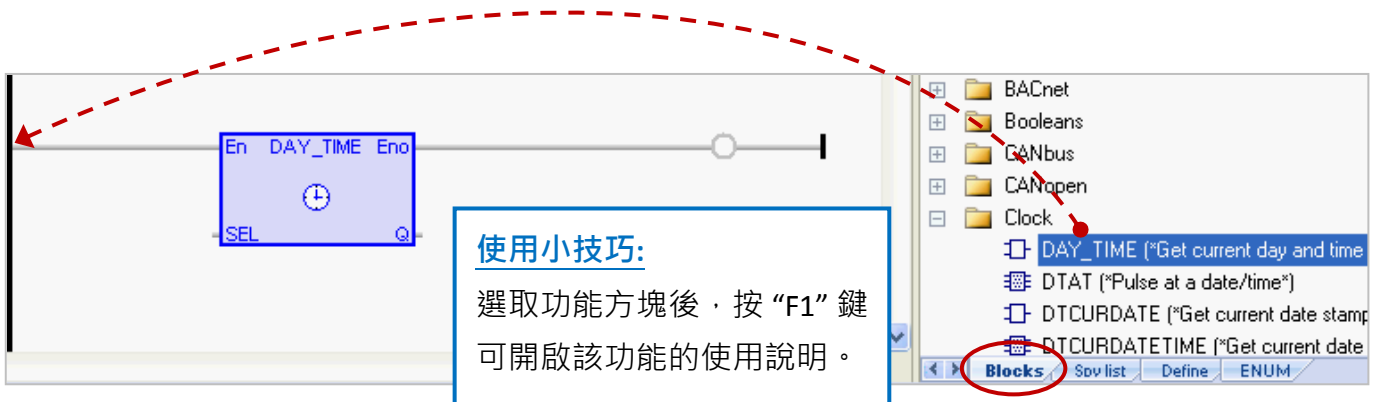 BACnet
Booleans
CANbus
CANopen
Clock
DAY_TIME (*Get current day and time
DTAT (*Pulse at a date/time*)
DTCURDATE (*Get current date stamp
DTCURDATETIME (*Get current date
Blocks Spy list Define ENUM
En DAY_TIME Eno
SEL Q
使用小技巧:
選取功能方塊後，按 “F1” 鍵
可開啟該功能的使用說明。